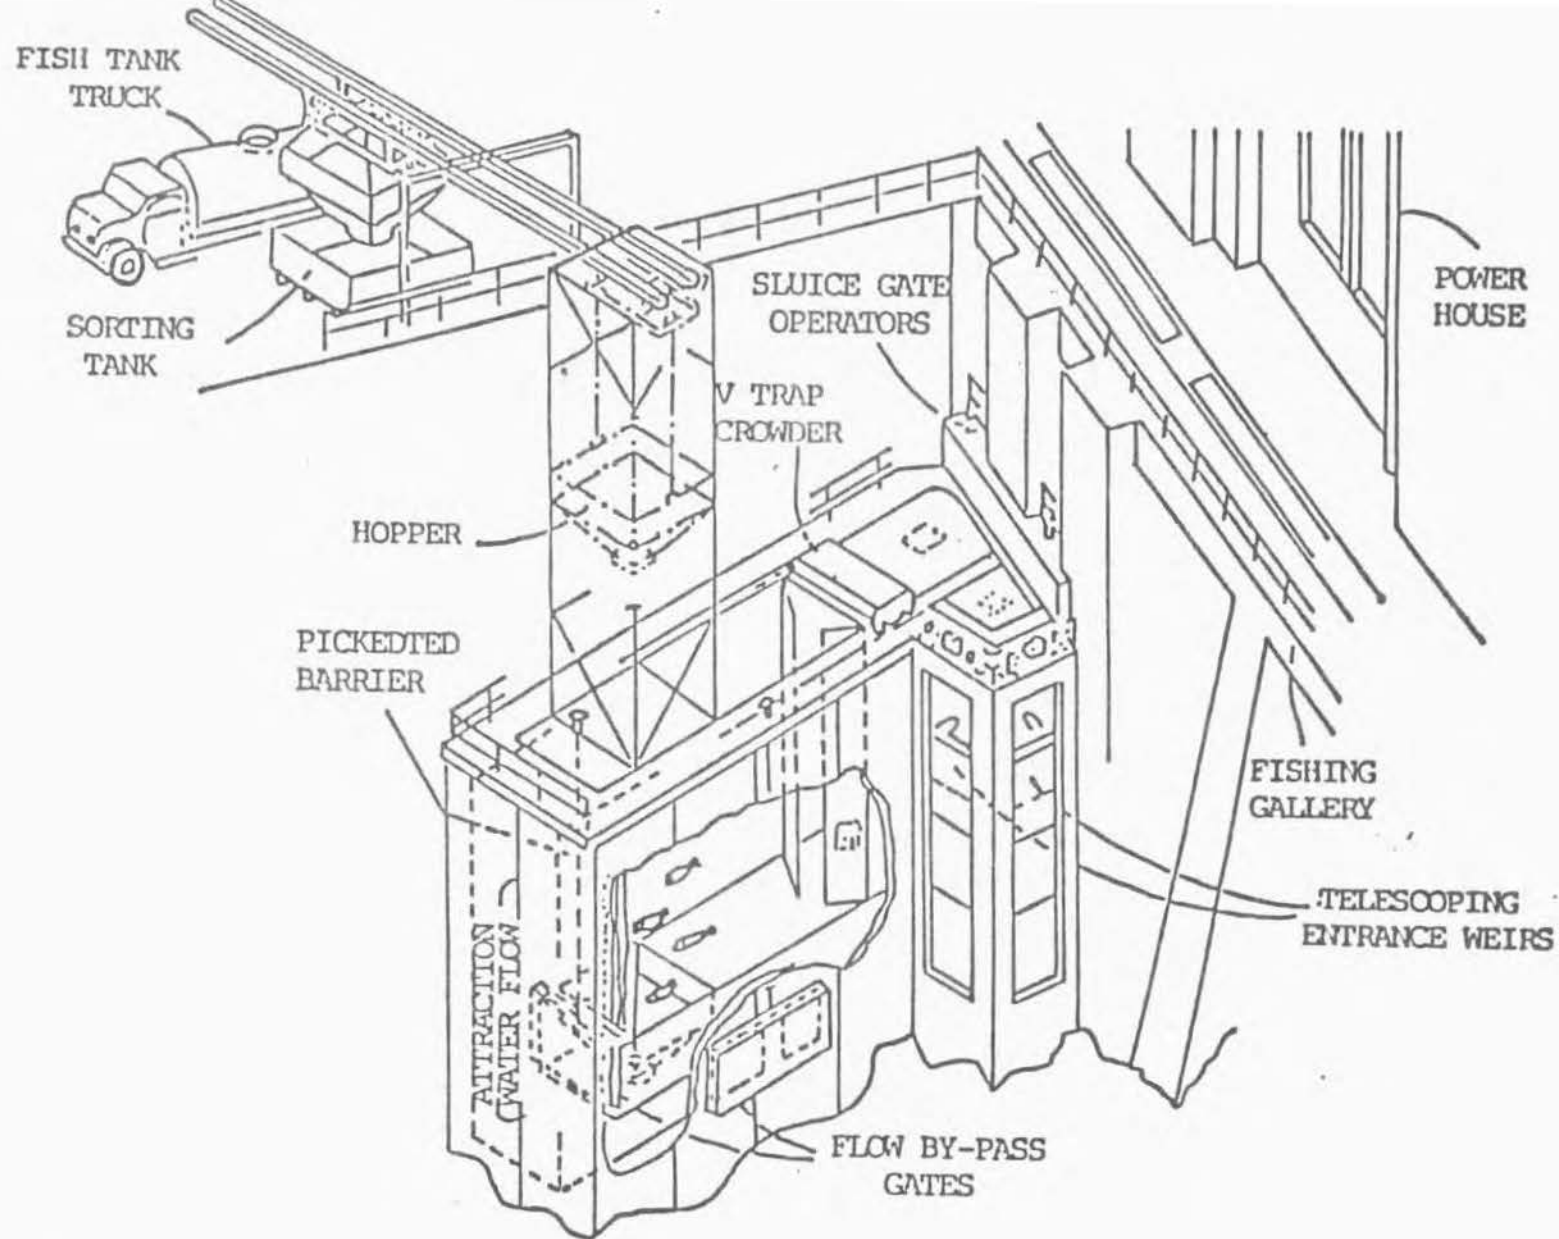 FISH TANK
TRUCK
SORTING
TANK
SLUICE GATE
OPERATORS
POWER
HOUSE
V TRAP
CROWDER
HOPPER
PICKEDTED
BARRIER
FISHING
GALLERY
TELESCOPING
ENTRANCE WEIRS
ATTRACTION
WATER FLOW
FLOW BY-PASS
GATES